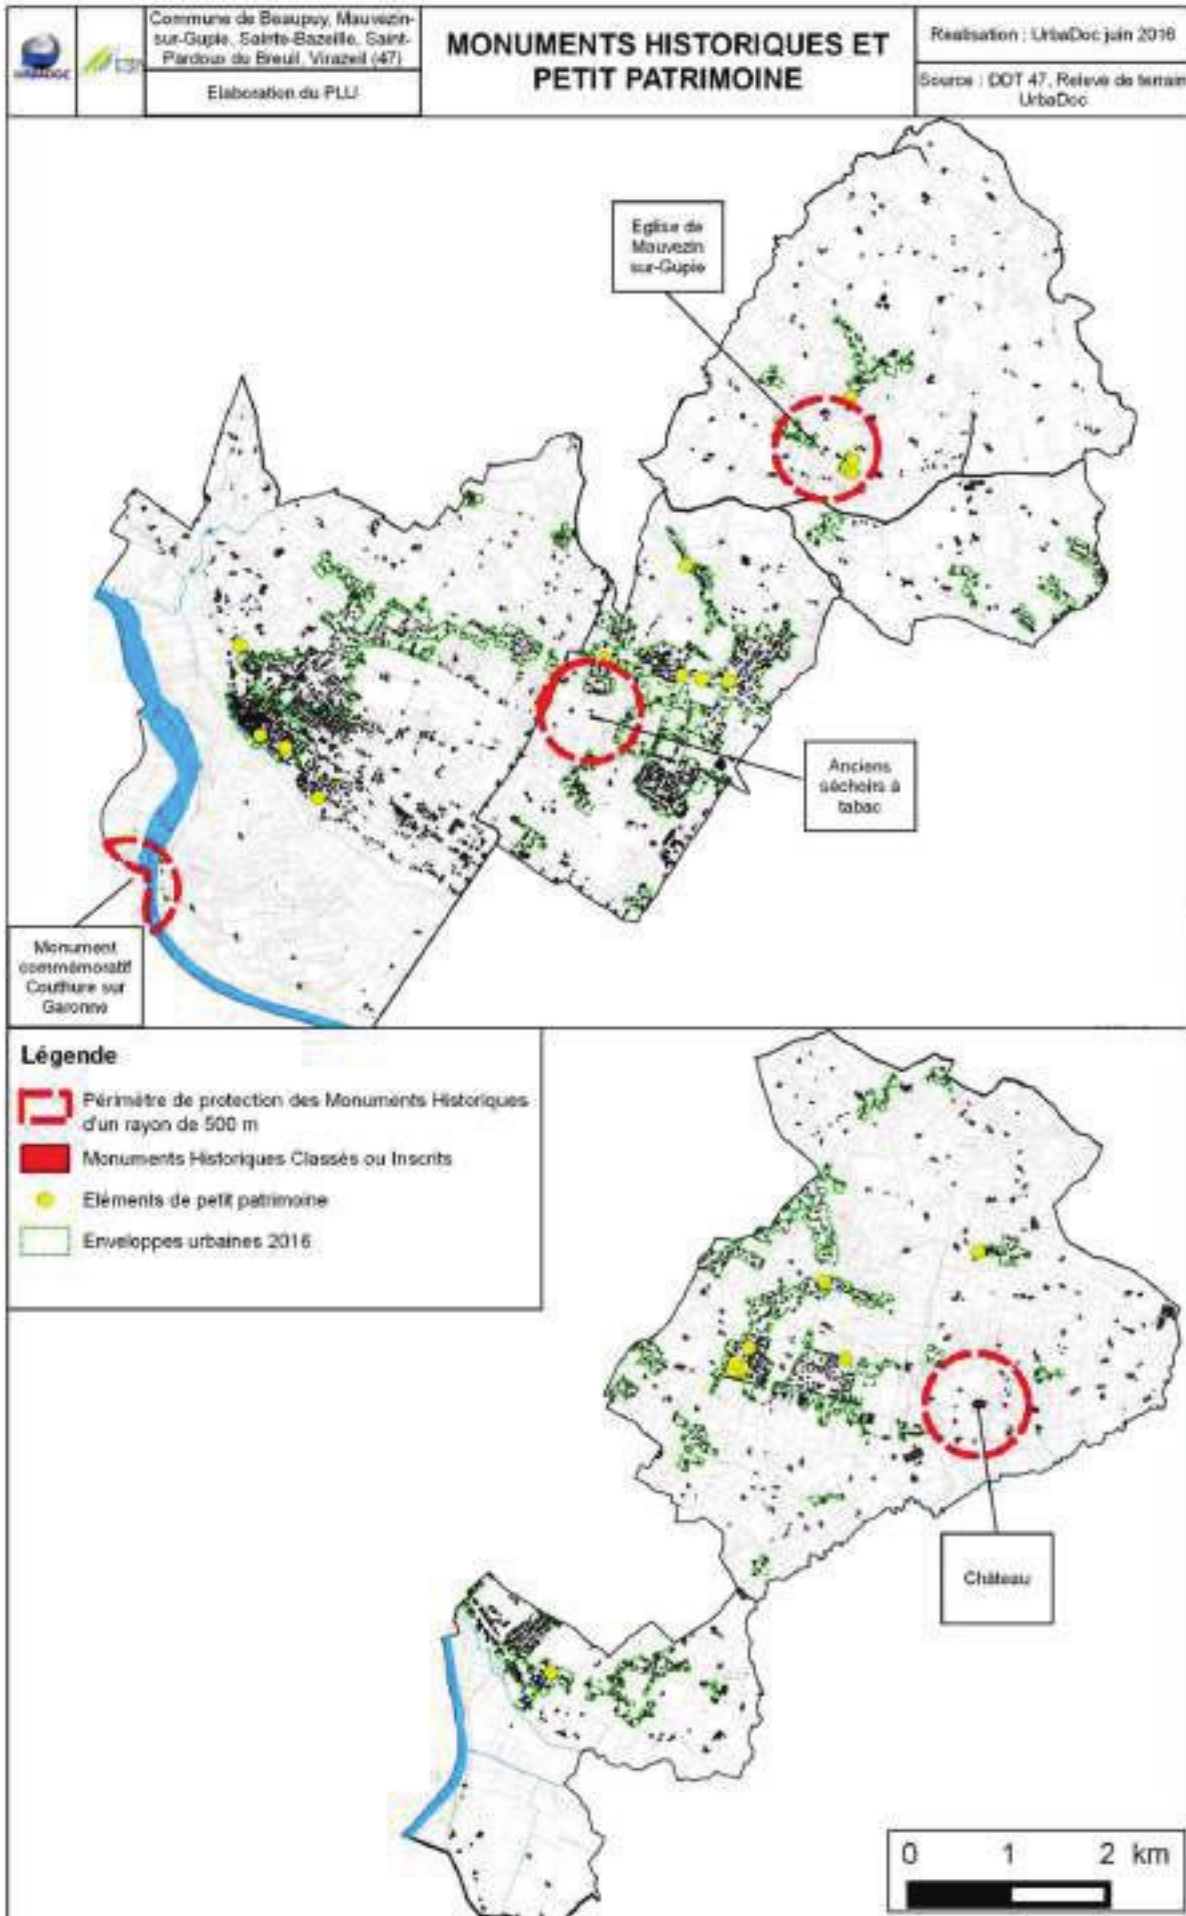 URBADOC
Commune de Beaupuy, Mauvezin-
sur-Gupie, Sainte-Bazeille, Saint-
Pardoux du Breuil, Virazeil (47)
Elaboration du PLU
MONUMENTS HISTORIQUES ET
PETIT PATRIMOINE
Réalisation : UrbaDoc juin 2016
Source : DDT 47, Relevé de terrain
UrbaDoc
Eglise de
Mauvezin
sur-Gupie
Anciens
séchoirs à
tabac
Monument
commémoratif
Couthure sur
Garonne
Légende
Périmètre de protection des Monuments Historiques
d'un rayon de 500 m
Monuments Historiques Classés ou Inscrits
Eléments de petit patrimoine
Enveloppes urbaines 2016
Château
0 1 2 km